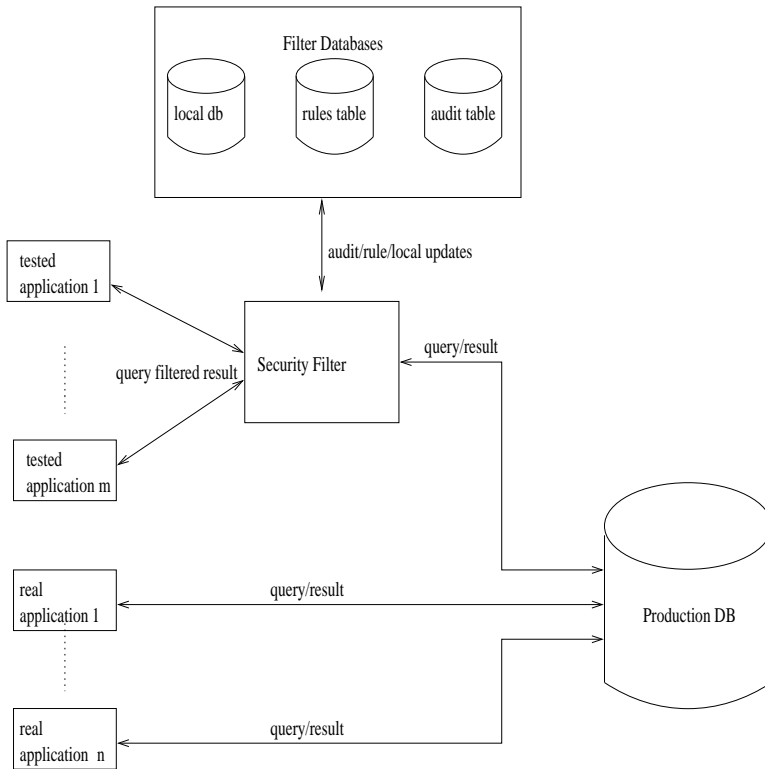 Filter Databases
local db
rules table
audit table
audit/rule/local updates
tested
application 1
query filtered result
Security Filter
query/result
tested
application m
real
application 1
query/result
Production DB
real
application n
query/result